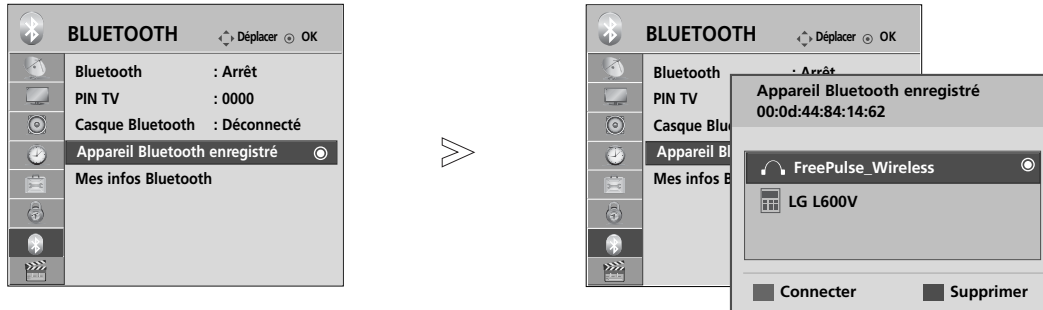 BLUETOOTH Déplacer OK
Bluetooth : Arrêt
PIN TV : 0000
Casque Bluetooth : Déconnecté
Appareil Bluetooth enregistré
Mes infos Bluetooth
BLUETOOTH Déplacer OK
Bluetooth : Arrêt
PIN TV
Casque Blue
Appareil Bl
Mes infos B
Appareil Bluetooth enregistré
00:0d:44:84:14:62
FreePulse_Wireless
LG L600V
Connecter Supprimer